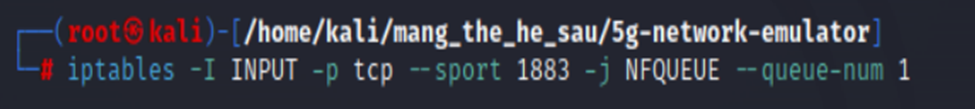 (root㉿kali)-[/home/kali/mang_the_he_sau/5g-network-emulator]
# iptables -I INPUT -p tcp --sport 1883 -j NFQUEUE --queue-num 1